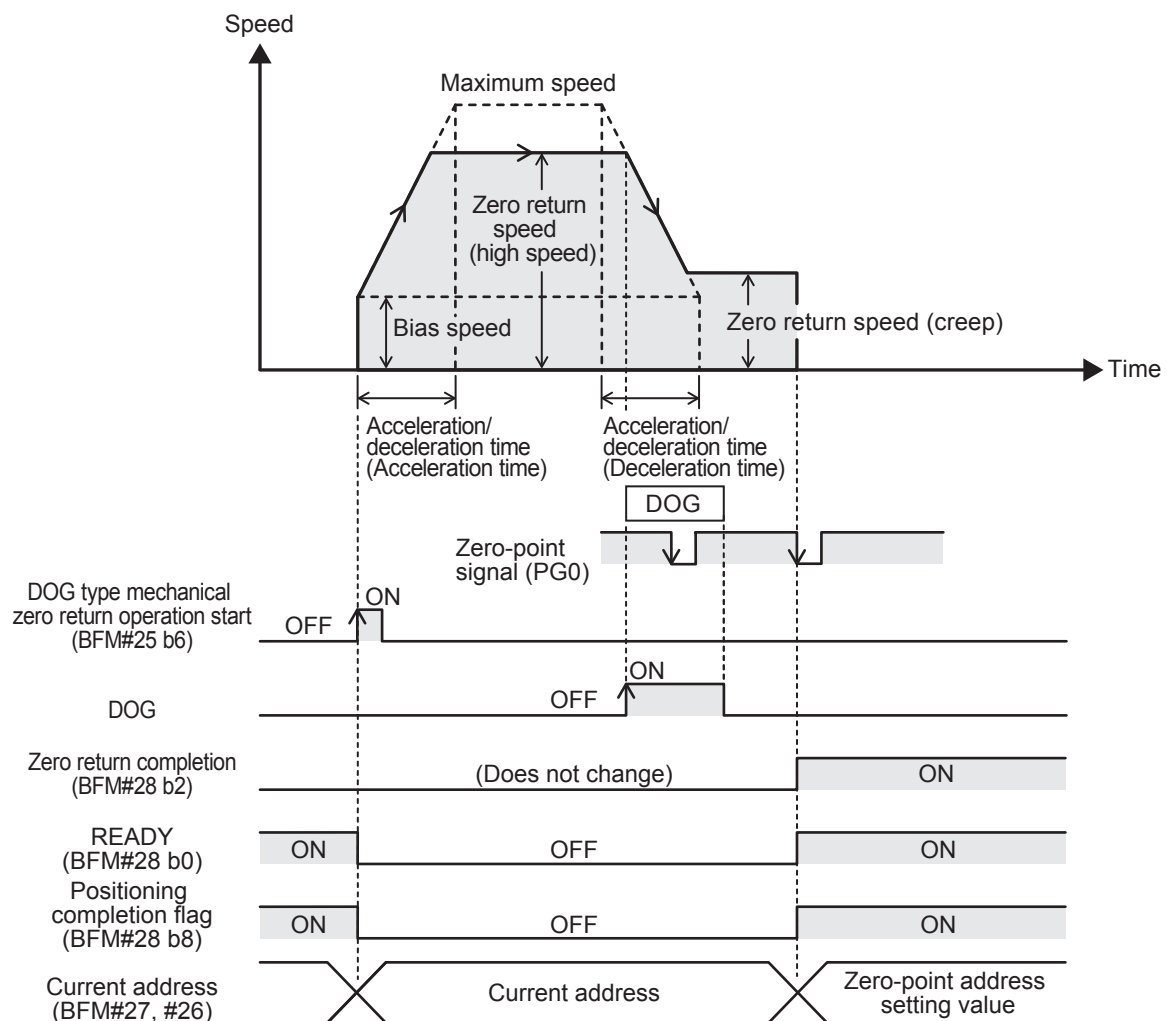 Speed
Maximum speed
Zero return
speed
(high speed)
Bias speed
Zero return speed (creep)
Time
Acceleration/
deceleration time
(Acceleration time)
Acceleration/
deceleration time
(Deceleration time)
DOG
Zero-point
signal (PG0)
DOG type mechanical
zero return operation start
(BFM#25 b6)
OFF
ON
DOG
OFF
ON
Zero return completion
(BFM#28 b2)
(Does not change)
ON
READY
(BFM#28 b0)
ON
OFF
ON
Positioning
completion flag
(BFM#28 b8)
ON
OFF
ON
Current address
(BFM#27, #26)
Current address
Zero-point address
setting value